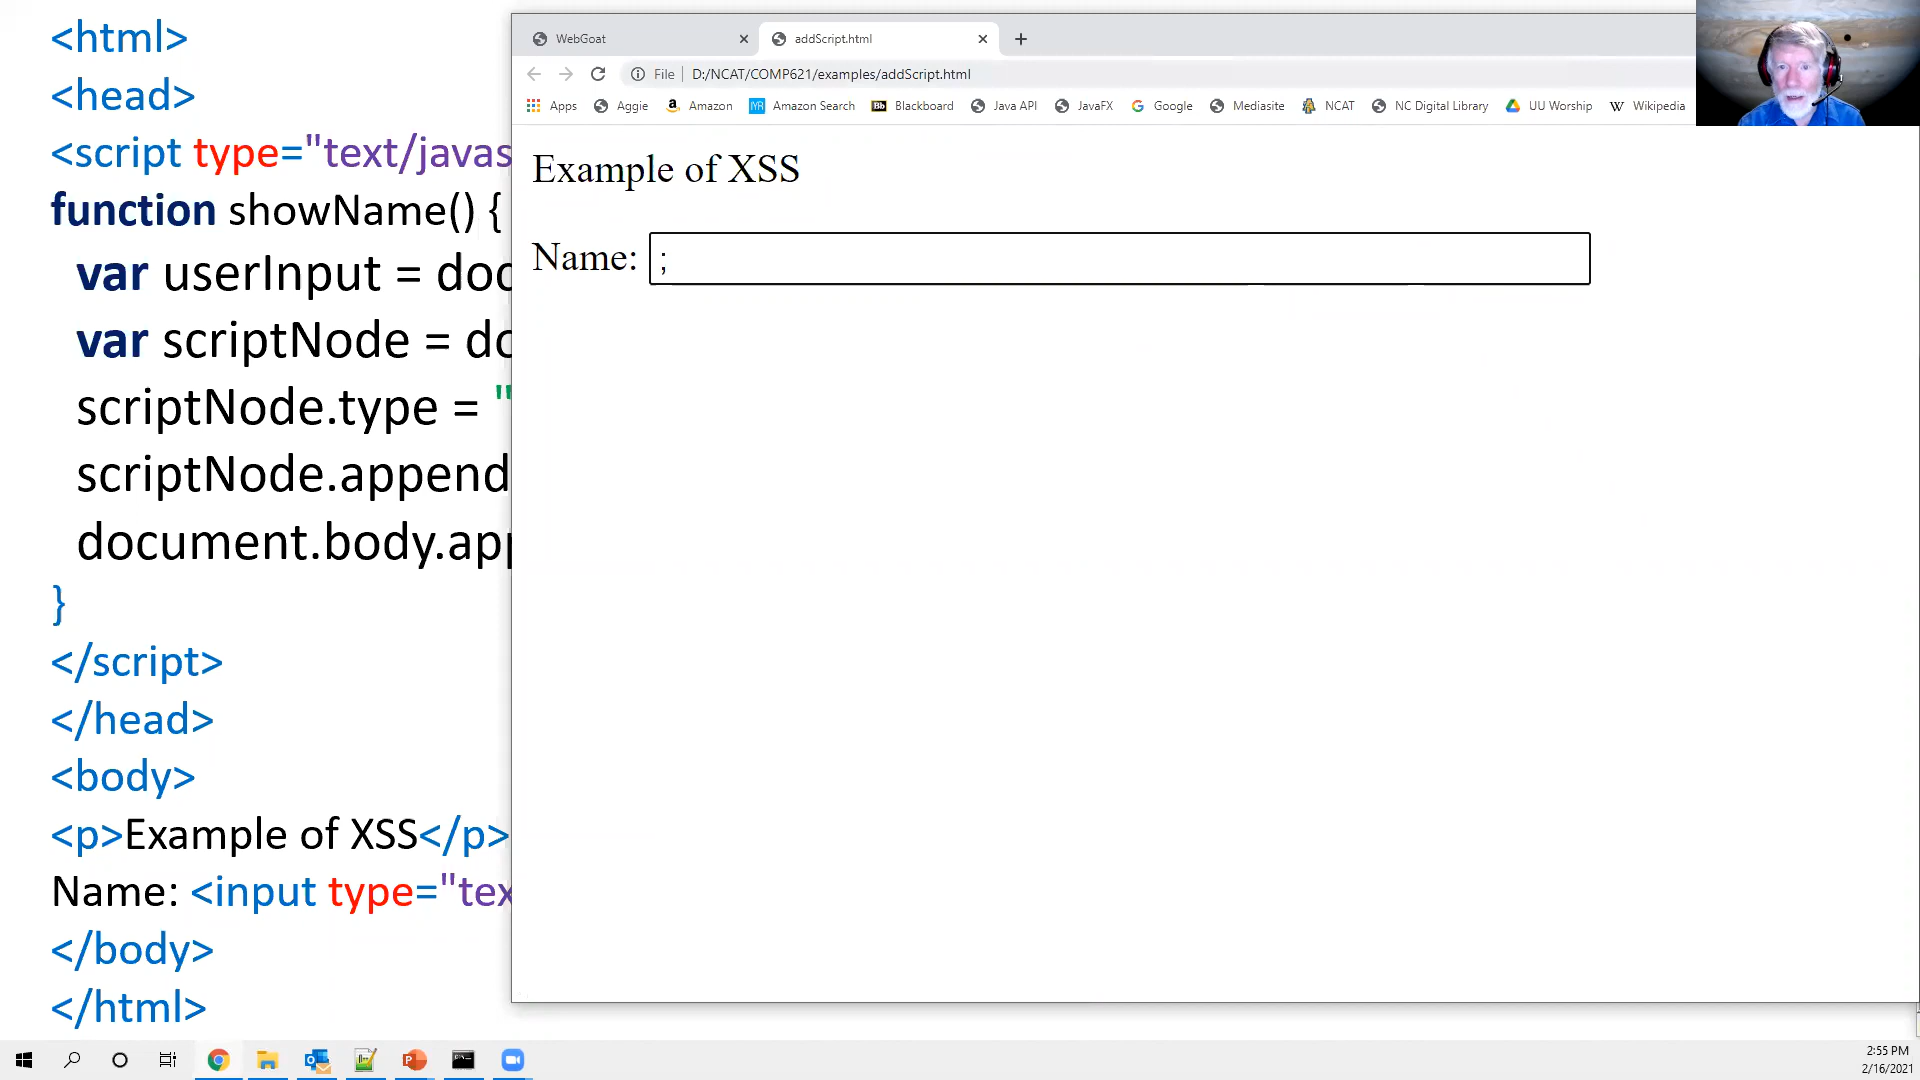 <html>
<head>
<script type="text/javas
function showName() {
var userInput = doc
var scriptNode = do
scriptNode.type = "
scriptNode.append
document.body.app
}
</script>
</head>
<body>
<p>Example of XSS</p>
Name: <input type="tex
</body>
</html>
WebGoat
addScript.html
File D:/NCAT/COMP621/examples/addScript.html
Apps Aggie Amazon Amazon Search Blackboard Java API JavaFX Google Mediasite NCAT NC Digital Library UU Worship Wikipedia
Example of XSS
Name: ;
2:55 PM
2/16/2021